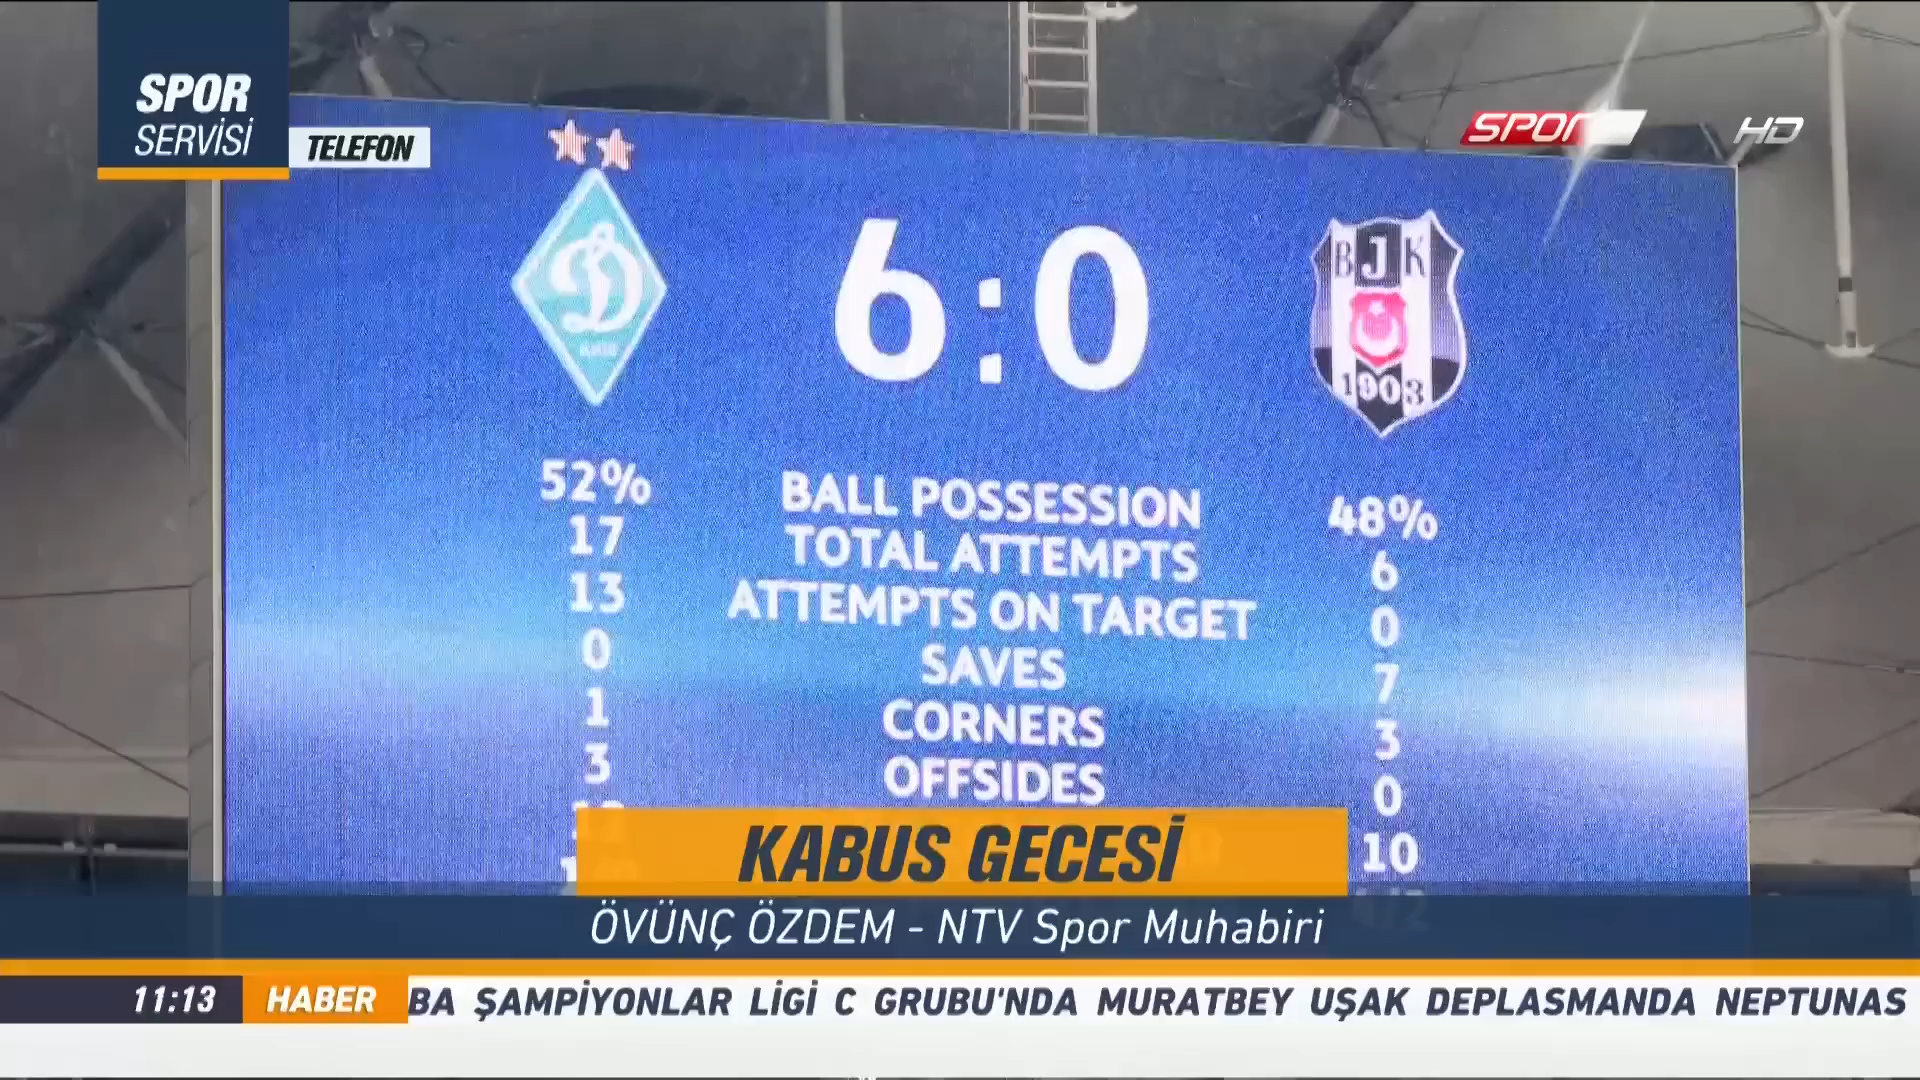 SPOR
SERVİSİ
TELEFON
SPOR
HD
6:0
BJK
1903
52% BALL POSSESSION 48%
17 TOTAL ATTEMPTS 6
13 ATTEMPTS ON TARGET 0
0 SAVES 7
1 CORNERS 3
3 OFFSIDES 0
10
KABUS GECESİ
ÖVÜNÇ ÖZDEM - NTV Spor Muhabiri
11:13 HABER BA ŞAMPİYONLAR LİGİ C GRUBU'NDA MURATBEY UŞAK DEPLASMANDA NEPTUNAS